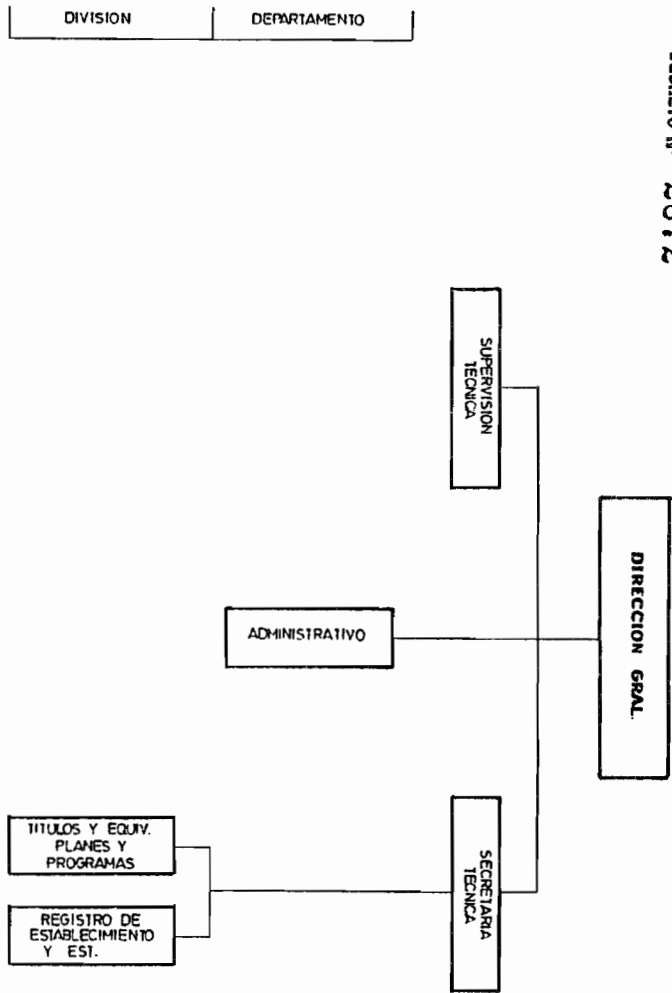 DIVISION
DEPARTAMENTO
SUPERVISION
TECNICA
DIRECCION GRAL.
ADMINISTRATIVO
SECRETARIA
TECNICA
TITULOS Y EQUIV.
PLANES Y
PROGRAMAS
REGISTRO DE
ESTABLECIMIENTO
Y EST.